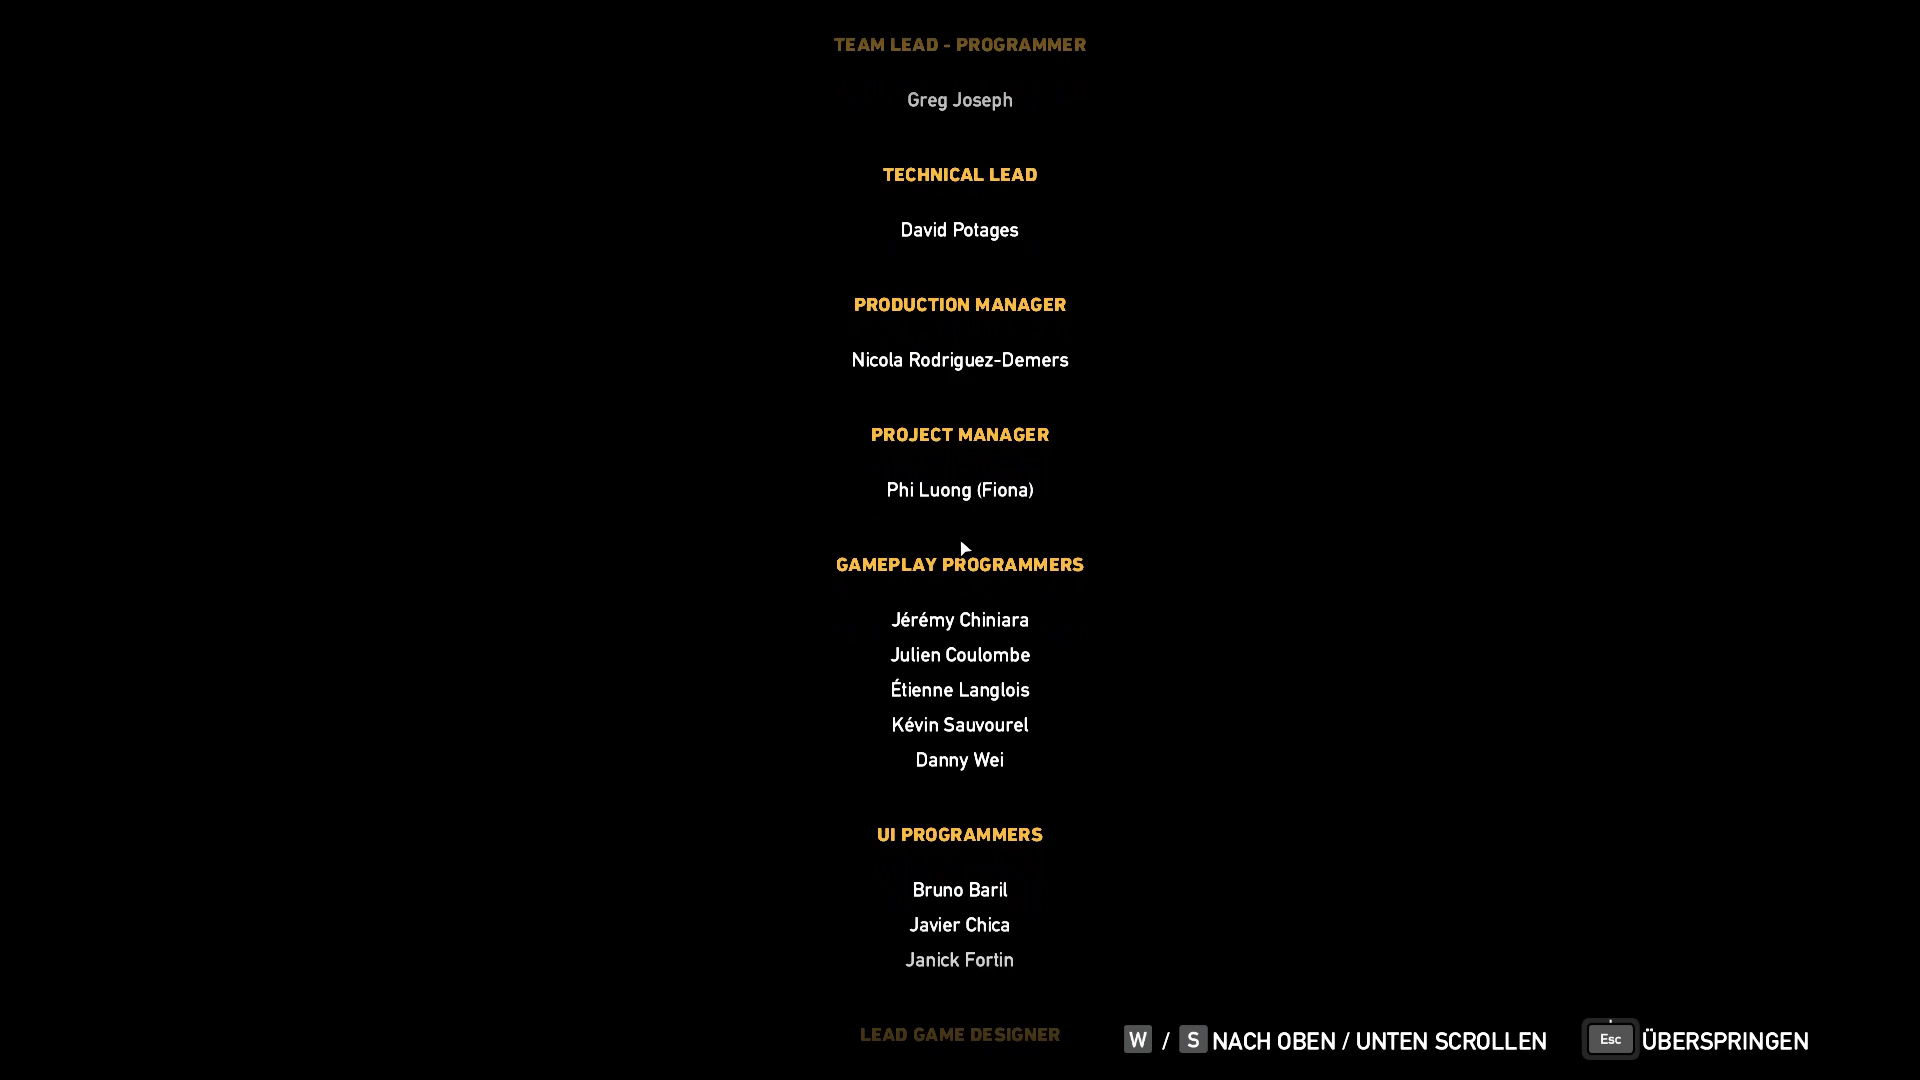 TEAM LEAD - PROGRAMMER
Greg Joseph
TECHNICAL LEAD
David Potages
PRODUCTION MANAGER
Nicola Rodriguez-Demers
PROJECT MANAGER
Phi Luong (Fiona)
GAMEPLAY PROGRAMMERS
Jérémy Chiniara
Julien Coulombe
Étienne Langlois
Kévin Sauvourel
Danny Wei
UI PROGRAMMERS
Bruno Baril
Javier Chica
Janick Fortin
LEAD GAME DESIGNER
W / S NACH OBEN / UNTEN SCROLLEN Esc ÜBERSPRINGEN